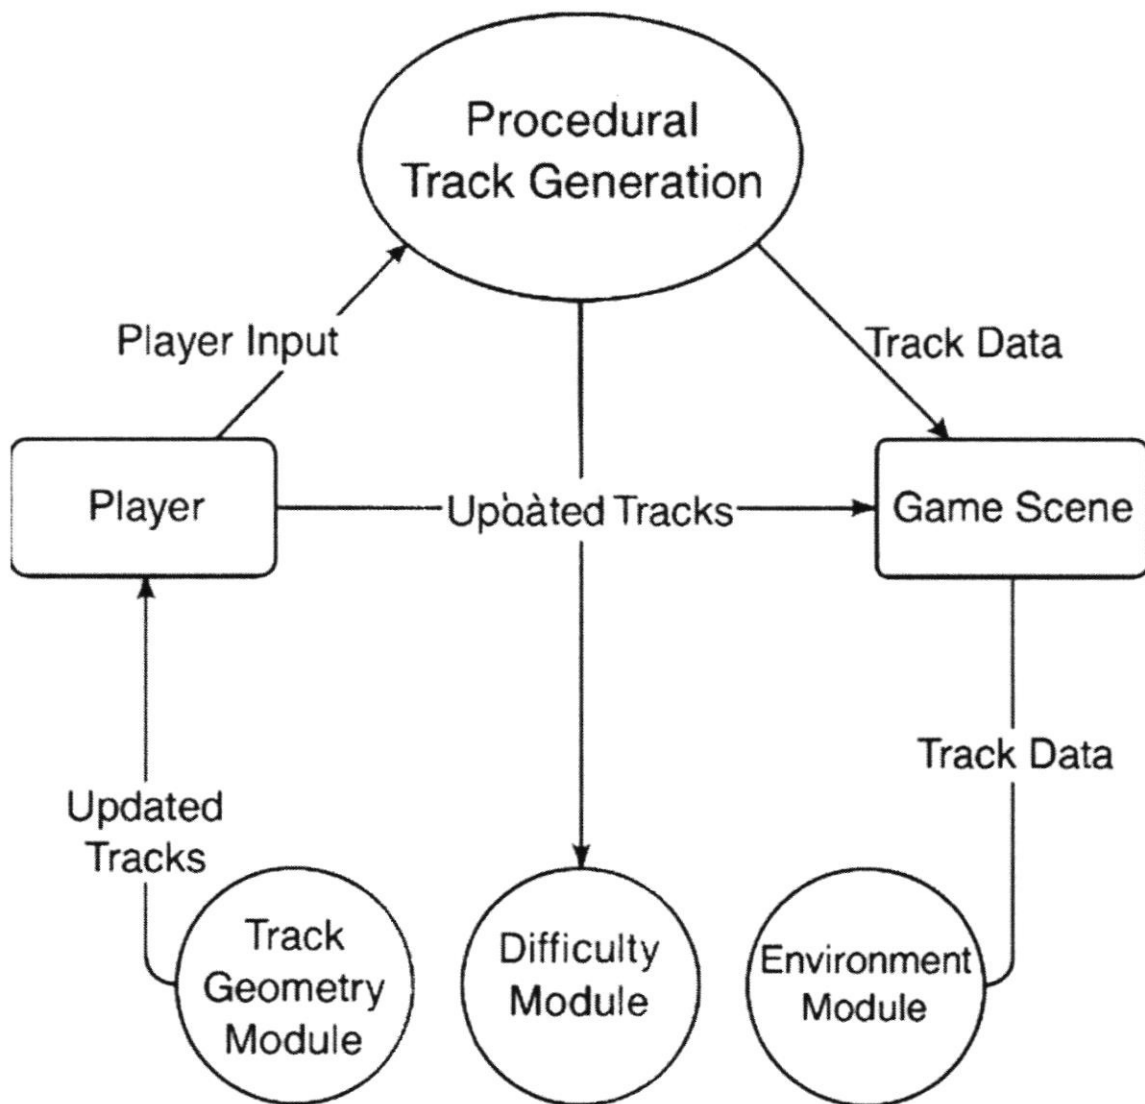 Procedural
Track Generation
Player Input
Track Data
Player
Updated Tracks
Game Scene
Track Data
Updated
Tracks
Track
Geometry
Module
Difficulty
Module
Environment
Module